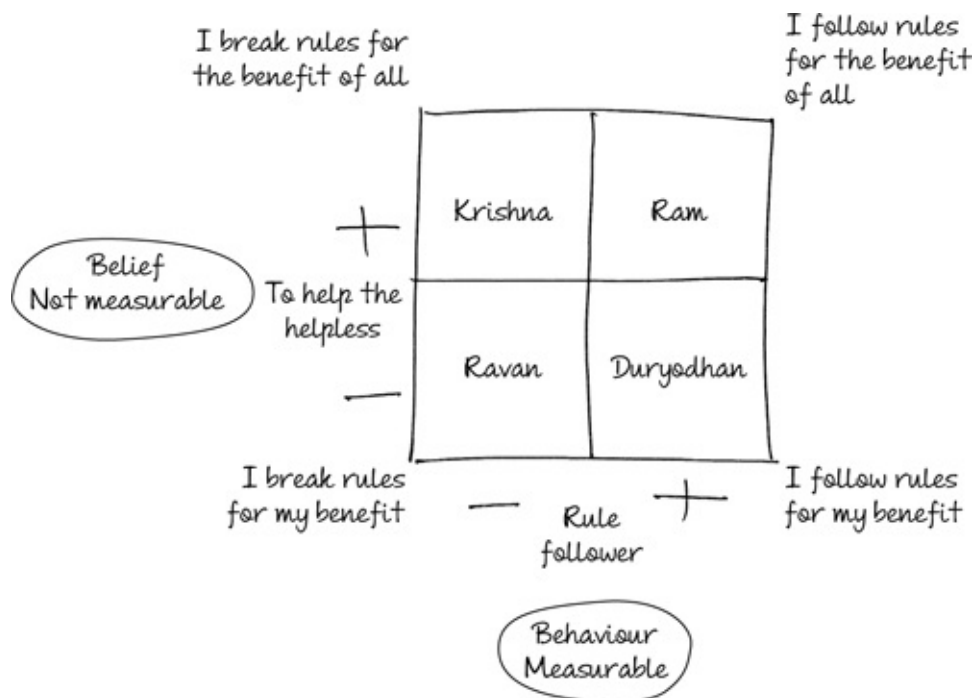 I break rules for
the benefit of all
I follow rules
for the benefit
of all
Krishna
Ram
+
Belief
Not measurable
To help the
helpless
Ravan
Duryodhan
—
I break rules
for my benefit
—
Rule
follower
+
I follow rules
for my benefit
Behaviour
Measurable